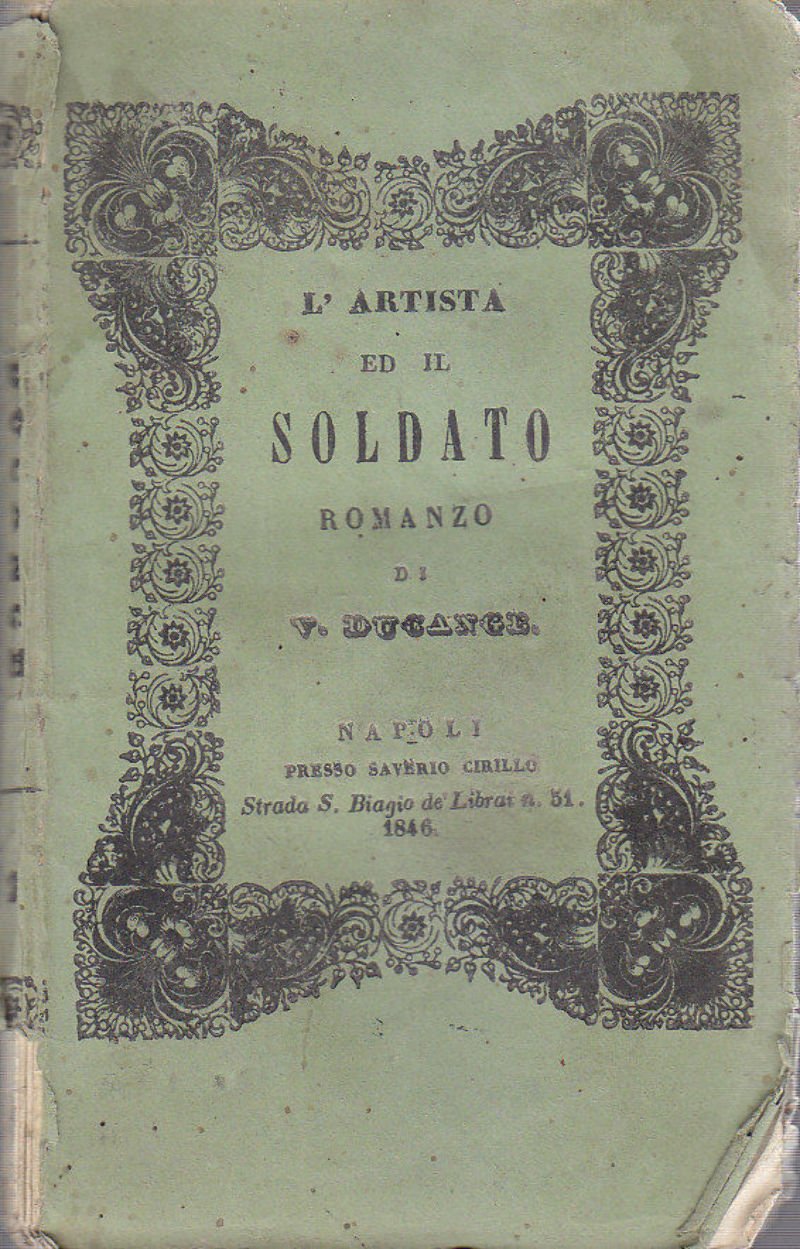 L' ARTISTA
ED IL
SOLDATO
ROMANZO
DI
V. DUCANGE.
NAPOLI
PRESSO SAVERIO CIRILLO
Strada S. Biagio de' Librai n. 51.
1846.